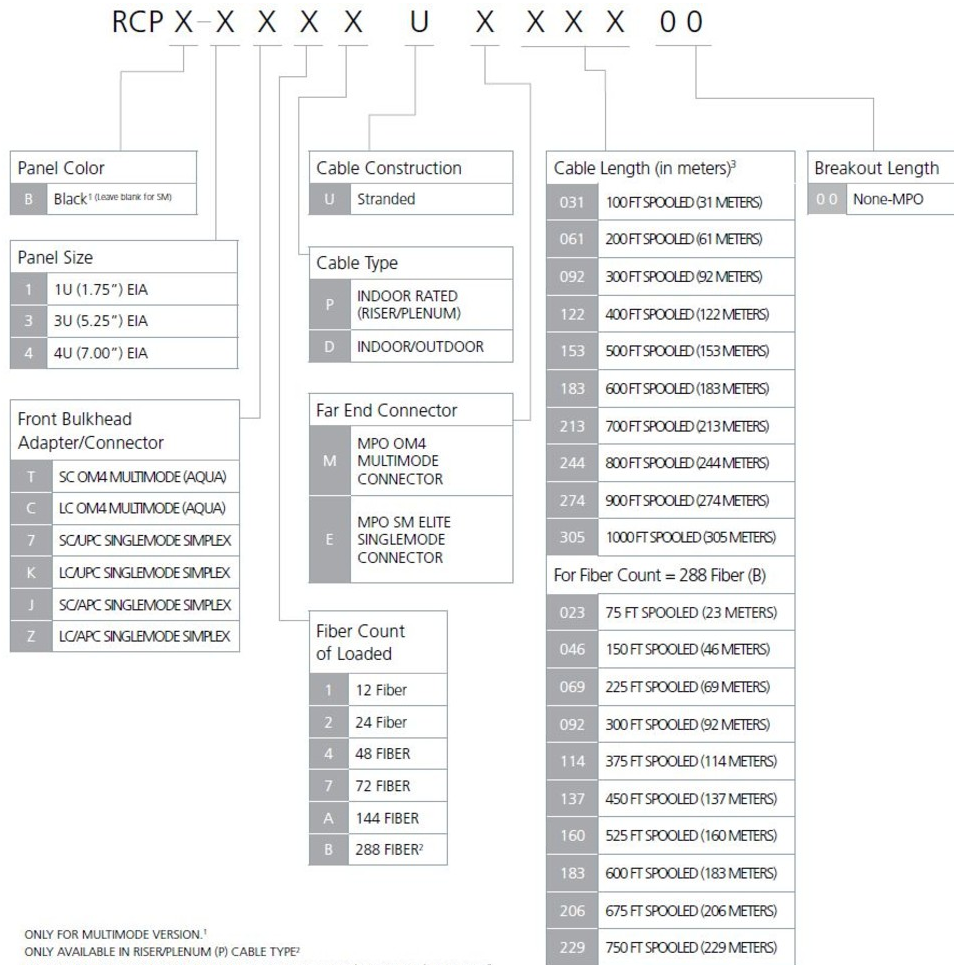 RCP X-X X X X U X X X X 0 0
Panel Color
B Black¹ (Leave blank for SM)
Panel Size
1 1U (1.75”) EIA
3 3U (5.25”) EIA
4 4U (7.00”) EIA
Front Bulkhead
Adapter/Connector
T SC OM4 MULTIMODE (AQUA)
C LC OM4 MULTIMODE (AQUA)
7 SC/UPC SINGLEMODE SIMPLEX
K LC/UPC SINGLEMODE SIMPLEX
J SC/APC SINGLEMODE SIMPLEX
Z LC/APC SINGLEMODE SIMPLEX
Cable Construction
U Stranded
Cable Type
P INDOOR RATED
(RISER/PLENUM)
D INDOOR/OUTDOOR
Far End Connector
M MPO OM4
MULTIMODE
CONNECTOR
E MPO SM ELITE
SINGLEMODE
CONNECTOR
Fiber Count
of Loaded
1 12 Fiber
2 24 Fiber
4 48 FIBER
7 72 FIBER
A 144 FIBER
B 288 FIBER²
Cable Length (in meters)³
031 100 FT SPOOLED (31 METERS)
061 200 FT SPOOLED (61 METERS)
092 300 FT SPOOLED (92 METERS)
122 400 FT SPOOLED (122 METERS)
153 500 FT SPOOLED (153 METERS)
183 600 FT SPOOLED (183 METERS)
213 700 FT SPOOLED (213 METERS)
244 800 FT SPOOLED (244 METERS)
274 900 FT SPOOLED (274 METERS)
305 1000 FT SPOOLED (305 METERS)
For Fiber Count = 288 Fiber (B)
023 75 FT SPOOLED (23 METERS)
046 150 FT SPOOLED (46 METERS)
069 225 FT SPOOLED (69 METERS)
092 300 FT SPOOLED (92 METERS)
114 375 FT SPOOLED (114 METERS)
137 450 FT SPOOLED (137 METERS)
160 525 FT SPOOLED (160 METERS)
183 600 FT SPOOLED (183 METERS)
206 675 FT SPOOLED (206 METERS)
229 750 FT SPOOLED (229 METERS)
Breakout Length
0 0 None-MPO
ONLY FOR MULTIMODE VERSION.¹
ONLY AVAILABLE IN RISER/PLENUM (P) CABLE TYPE²